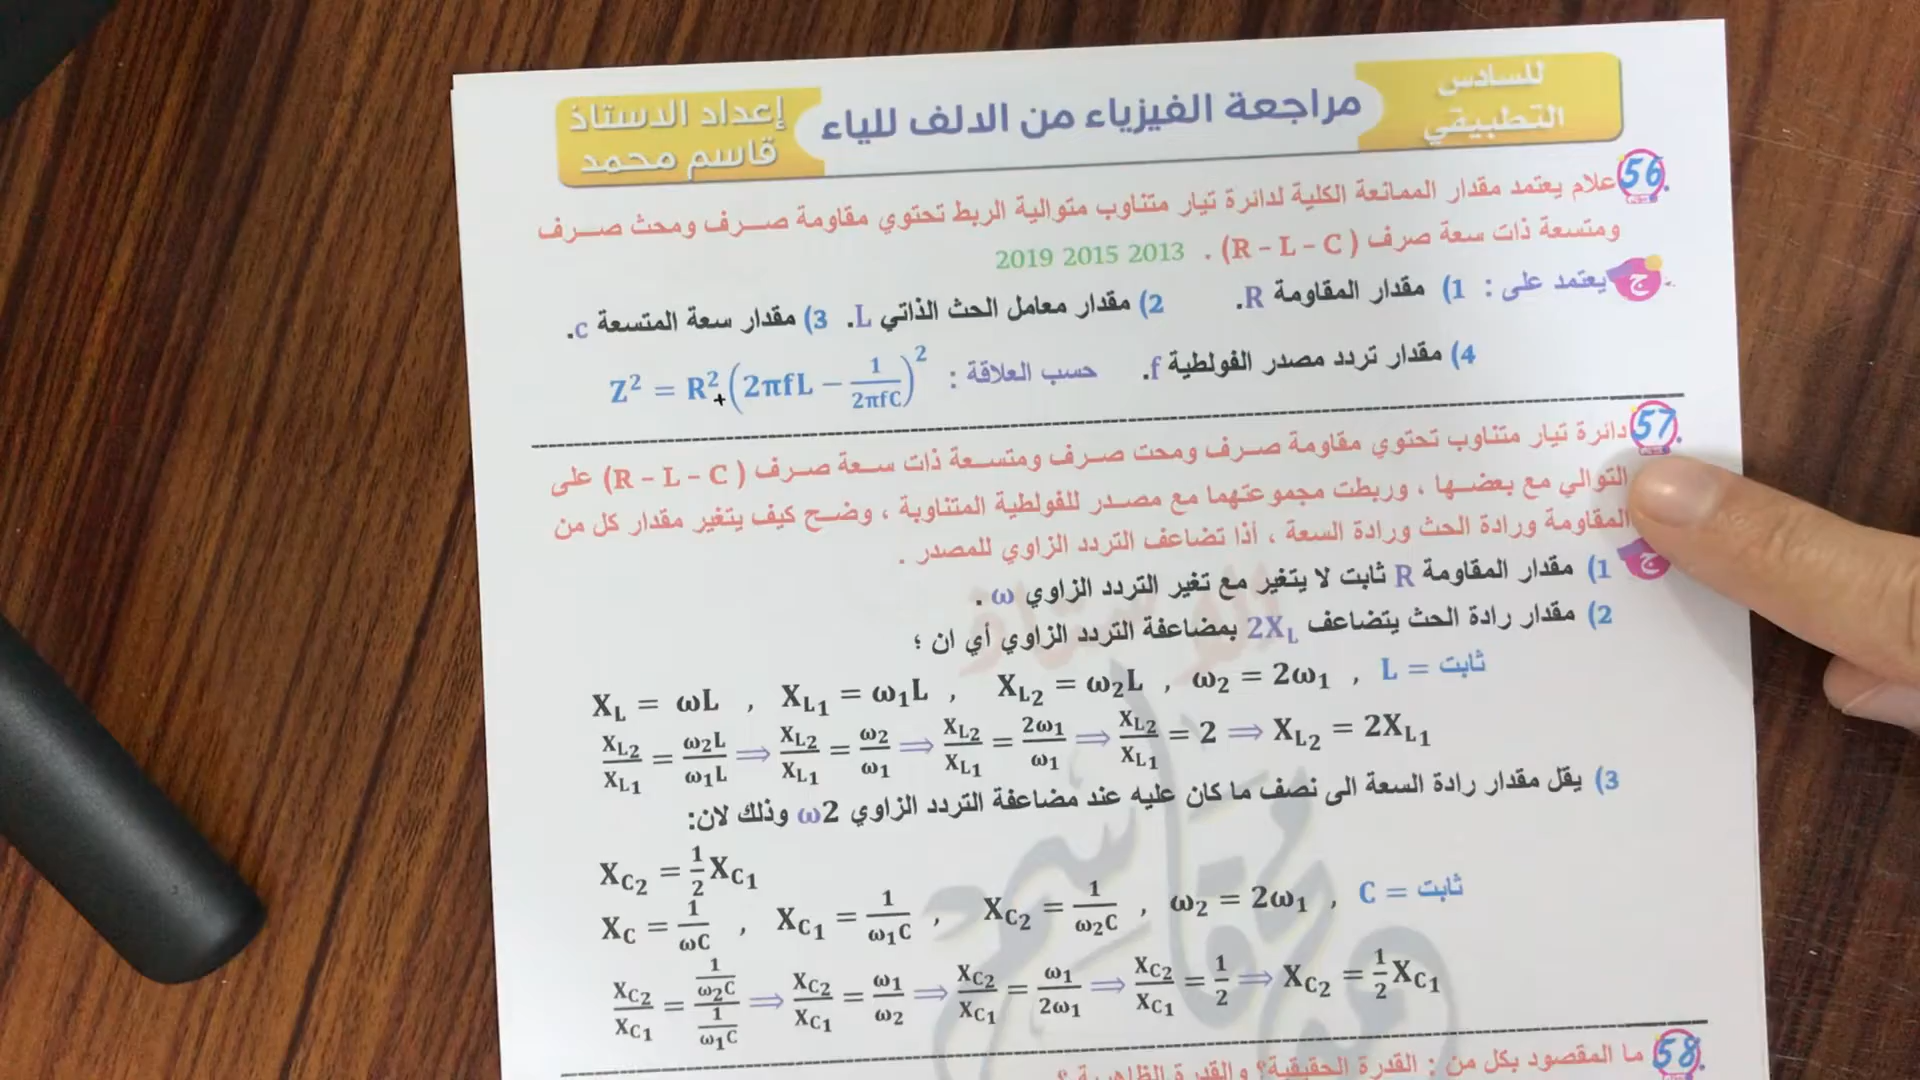 للسادس
التطبيقي
مراجعة الفيزياء من الالف للياء
إعداد الاستاذ
قاسم محمد
56. علام يعتمد مقدار الممانعة الكلية لدائرة تيار متناوب متوالية الربط تحتوي مقاومة صرف ومحث صرف
ومتسعة ذات سعة صرف (R – L – C) . 2013 2015 2019
ج يعتمد على : 1) مقدار المقاومة R. 2) مقدار معامل الحث الذاتي L. 3) مقدار سعة المتسعة c.
4) مقدار تردد مصدر الفولطية f. حسب العلاقة : Z² = R² + (2πfL − 1/2πfC)²
57. دائرة تيار متناوب تحتوي مقاومة صرف ومحث صرف ومتسعة ذات سعة صرف (R – L – C) على
التوالي مع بعضها ، وربطت مجموعتهما مع مصدر للفولطية المتناوبة ، وضح كيف يتغير مقدار كل من
المقاومة ورادة الحث ورادة السعة ، أذا تضاعف التردد الزاوي للمصدر .
ج 1) مقدار المقاومة R ثابت لا يتغير مع تغير التردد الزاوي ω .
2) مقدار رادة الحث يتضاعف 2X_L بمضاعفة التردد الزاوي أي ان ؛
X_L = ωL , X_L1 = ω₁L , X_L2 = ω₂L , ω₂ = 2ω₁ , L = ثابت
X_L2/X_L1 = ω₂L/ω₁L ⟹ X_L2/X_L1 = ω₂/ω₁ ⟹ X_L2/X_L1 = 2ω₁/ω₁ ⟹ X_L2/X_L1 = 2 ⟹ X_L2 = 2X_L1
3) يقل مقدار رادة السعة الى نصف ما كان عليه عند مضاعفة التردد الزاوي ω2 وذلك لان:
X_C2 = 1/2 X_C1
X_C = 1/ωC , X_C1 = 1/ω₁C , X_C2 = 1/ω₂C , ω₂ = 2ω₁ , C = ثابت
X_C2/X_C1 = (1/ω₂C)/(1/ω₁C) ⟹ X_C2/X_C1 = ω₁/ω₂ ⟹ X_C2/X_C1 = ω₁/2ω₁ ⟹ X_C2/X_C1 = 1/2 ⟹ X_C2 = 1/2 X_C1
58. ما المقصود بكل من : القدرة الحقيقية؟ والقدرة الظاهرية ؟